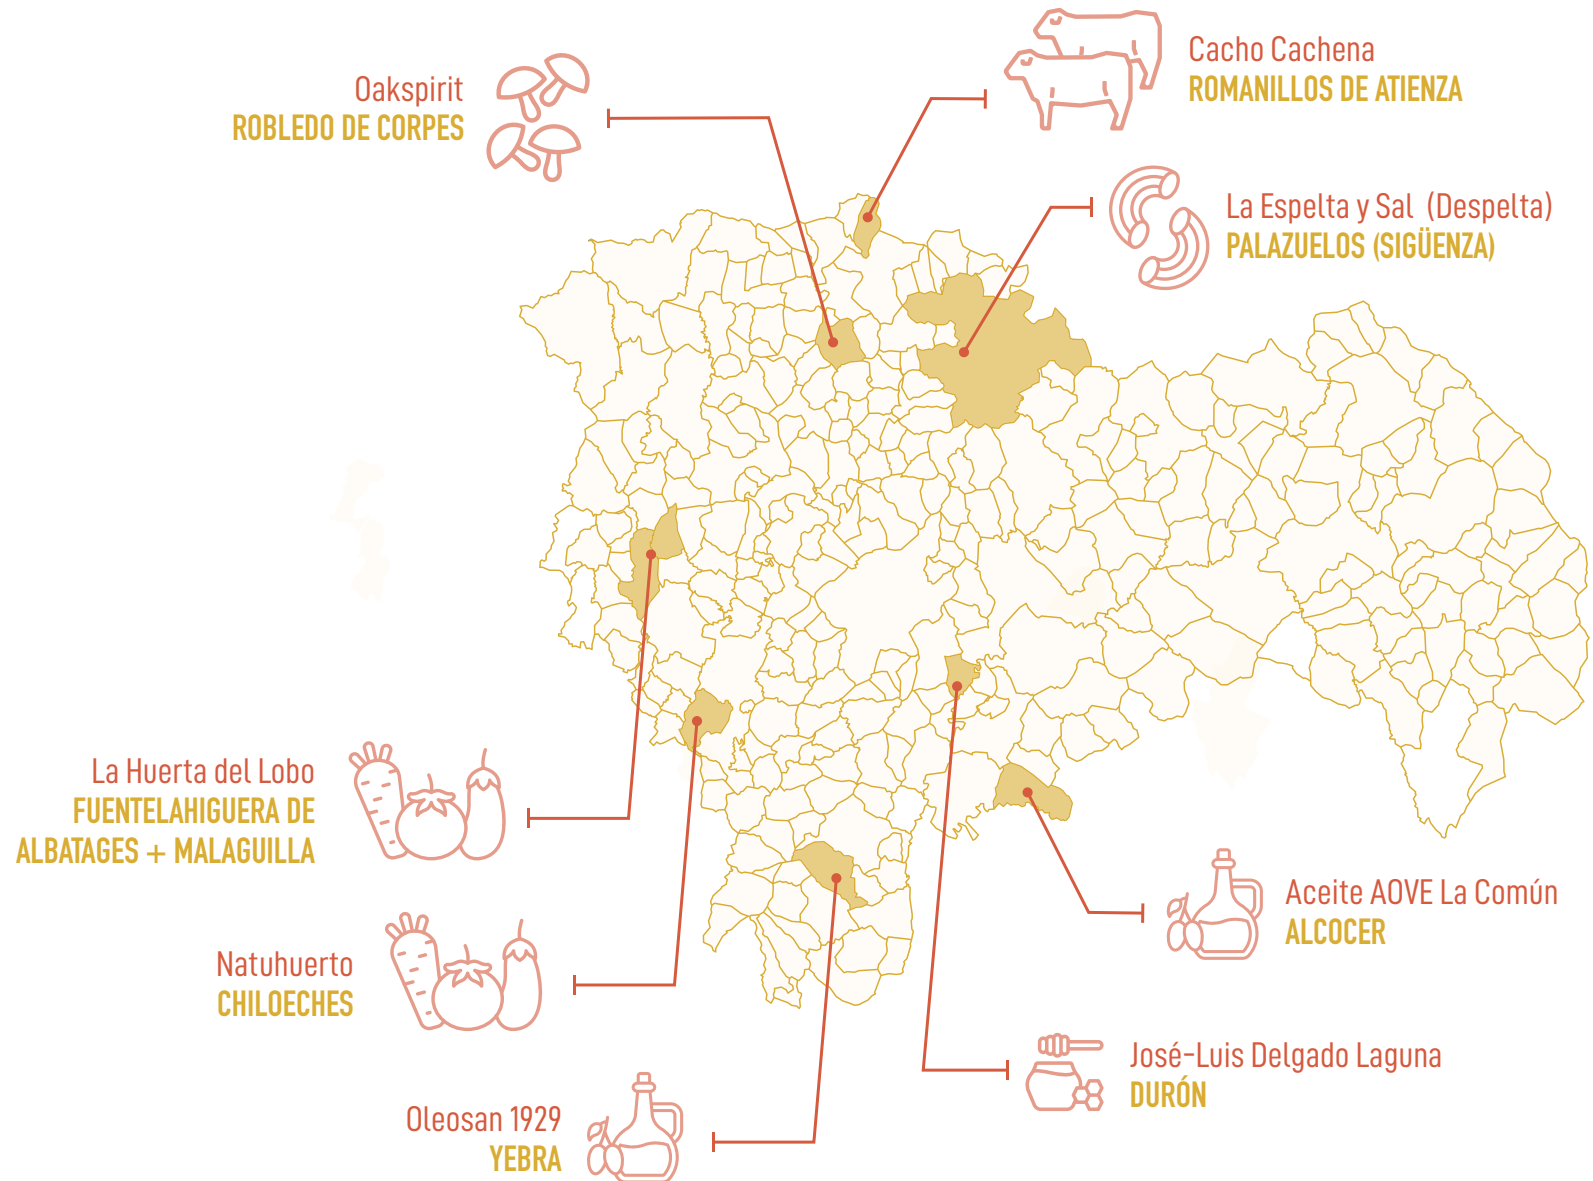 Cacho Cachena
ROMANILLOS DE ATIENZA
Oakspirit
ROBLEDO DE CORPES
La Espelta y Sal (Despelta)
PALAZUELOS (SIGÜENZA)
La Huerta del Lobo
FUENTELAHIGUERA DE
ALBATAGES + MALAGUILLA
Aceite AOVE La Común
ALCOCER
Natuhuerto
CHILOECHES
José-Luis Delgado Laguna
DURÓN
Oleosan 1929
YEBRA